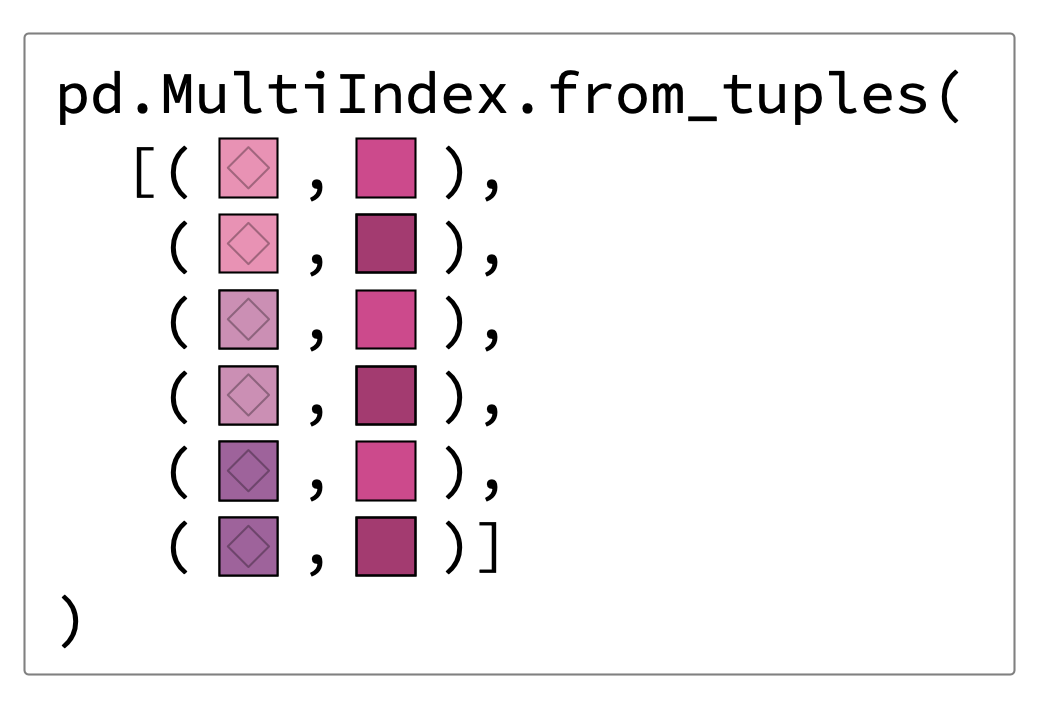 pd.MultiIndex.from_tuples(
[( , ),
( , ),
( , ),
( , ),
( , ),
( , )]
)